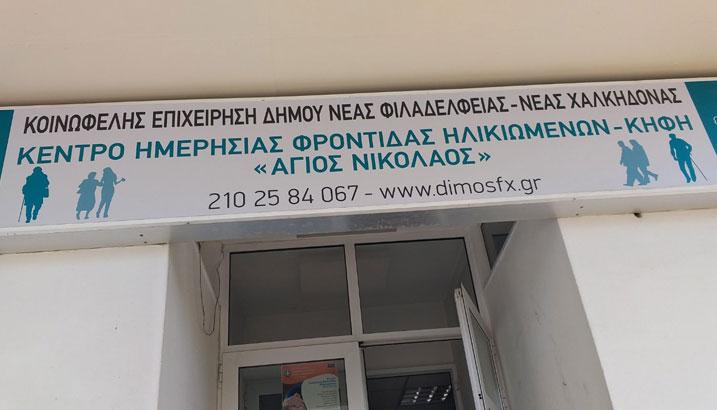 ΚΟΙΝΩΦΕΛΗΣ ΕΠΙΧΕΙΡΗΣΗ ΔΗΜΟΥ ΝΕΑΣ ΦΙΛΑΔΕΛΦΕΙΑΣ-ΝΕΑΣ ΧΑΛΚΗΔΟΝΑΣ
ΚΕΝΤΡΟ ΗΜΕΡΗΣΙΑΣ ΦΡΟΝΤΙΔΑΣ ΗΛΙΚΙΩΜΕΝΩΝ-ΚΗΦΗ
«ΑΓΙΟΣ ΝΙΚΟΛΑΟΣ»
210 25 84 067 - www.dimosfx.gr